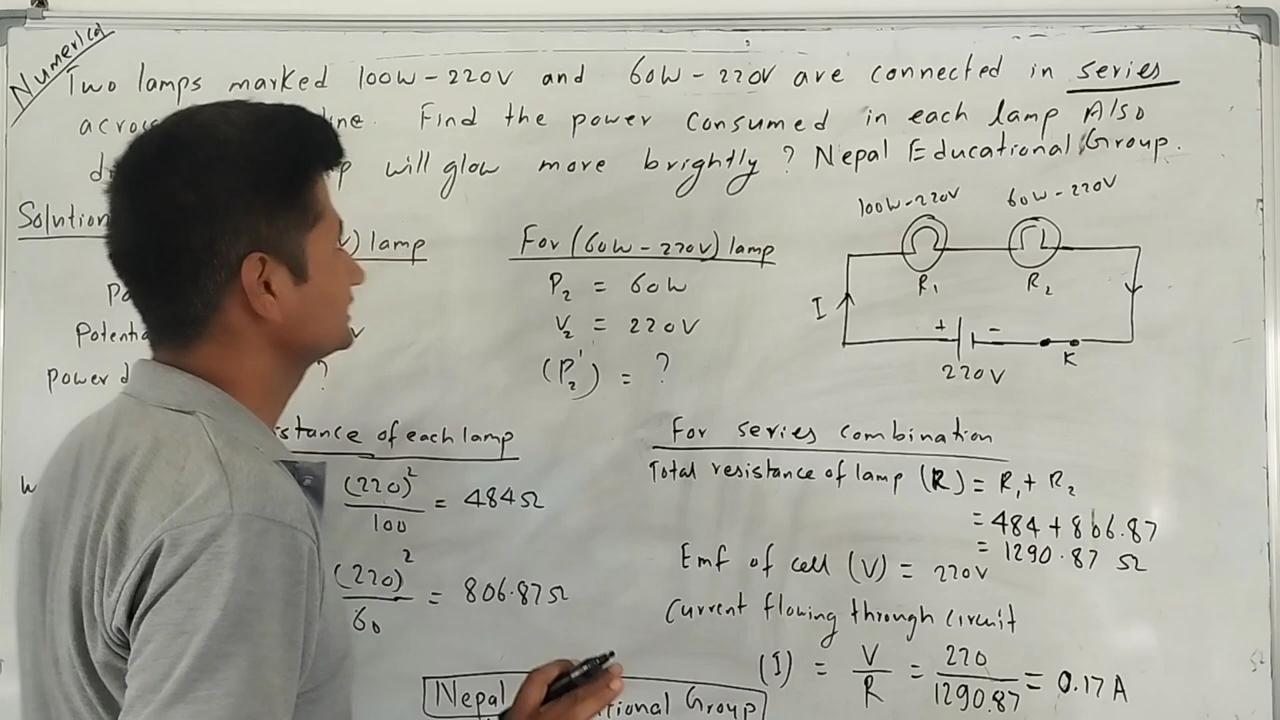 Numerical
Two lamps marked 100W-220V and 60W-220V are connected in series
acro line. Find the power consumed in each lamp Also
d p will glow more brightly ? Nepal Educational Group.
Solution
V) lamp
For (60W-220V) lamp
P₂ = 60W
V₂ = 220V
(P₂') = ?
Po
Potentia V
Power d ?
100W-220V 60W-220V
R₁ R₂
I
+ -
220V
K
stance of each lamp
(220)²/100 = 484Ω
(220)²/60 = 806.87Ω
For series combination
Total resistance of lamp (R) = R₁+ R₂
= 484 + 806.87
= 1290.87 Ω
Emf of cell (V) = 220V
Current flowing through circuit
(I) = V/R = 220/1290.87 = 0.17A
Nepal tional Group